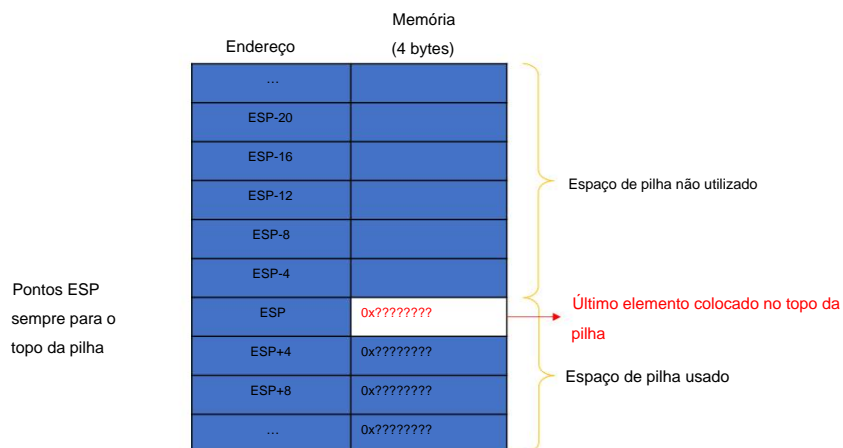 Memória
Endereço
(4 bytes)
…
ESP-20
ESP-16
ESP-12
Espaço de pilha não utilizado
ESP-8
ESP-4
Pontos ESP
sempre para o
topo da pilha
ESP
0x????????
Último elemento colocado no topo da
pilha
ESP+4
0x????????
Espaço de pilha usado
ESP+8
0x????????
…
0x????????